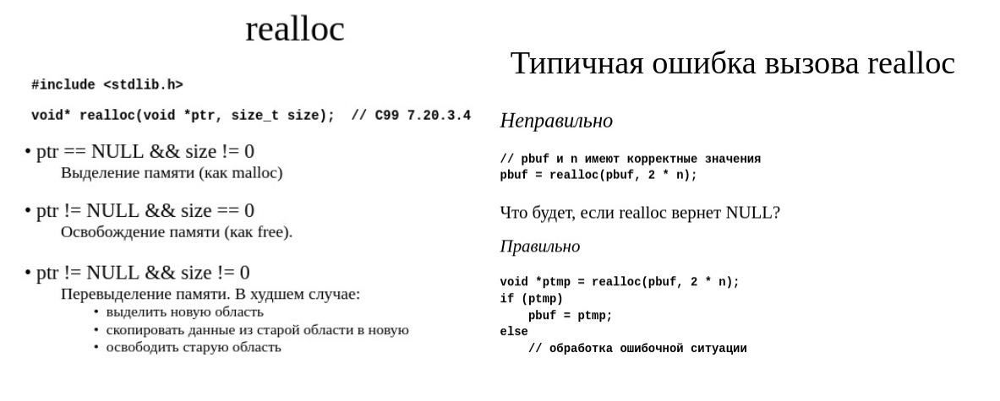 realloc
#include <stdlib.h>
void* realloc(void *ptr, size_t size);  // C99 7.20.3.4
• ptr == NULL && size != 0
Выделение памяти (как malloc)
• ptr != NULL && size == 0
Освобождение памяти (как free).
• ptr != NULL && size != 0
Перевыделение памяти. В худшем случае:
• выделить новую область
• скопировать данные из старой области в новую
• освободить старую область
Типичная ошибка вызова realloc
Неправильно
// pbuf и n имеют корректные значения
pbuf = realloc(pbuf, 2 * n);
Что будет, если realloc вернет NULL?
Правильно
void *ptmp = realloc(pbuf, 2 * n);
if (ptmp)
    pbuf = ptmp;
else
    // обработка ошибочной ситуации